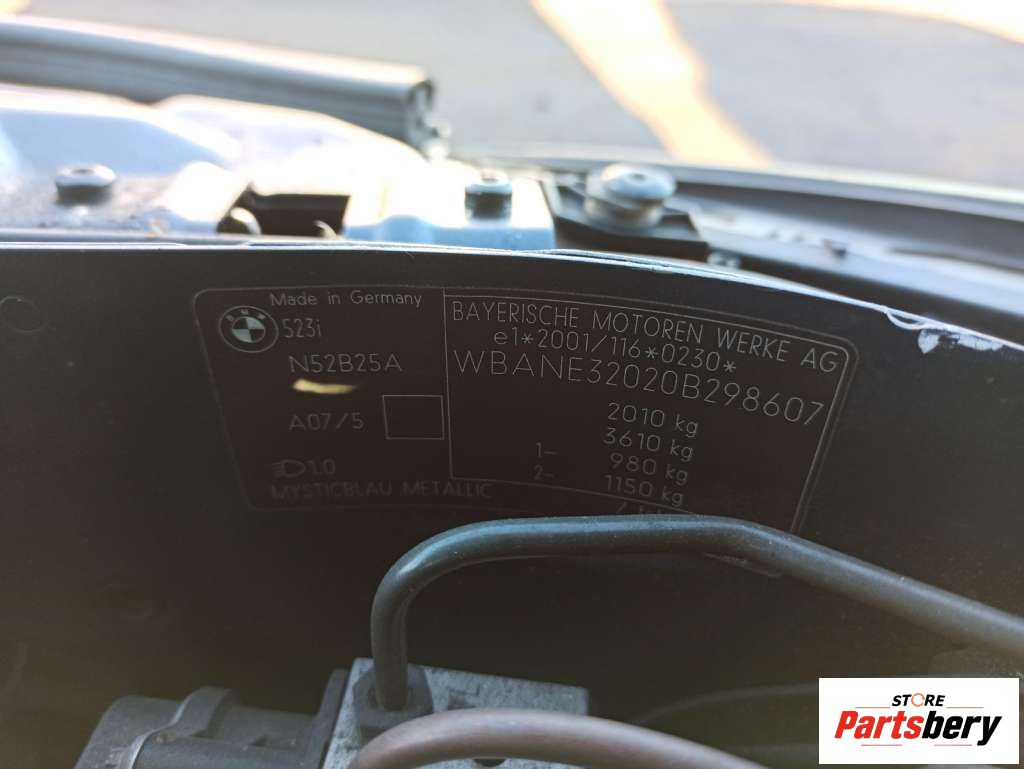 Made in Germany
BMW
523i
N52B25A
A07/5
1.0
MYSTICBLAU METALLIC
BAYERISCHE MOTOREN WERKE AG
e1*2001/116*0230*
WBANE32020B298607
2010 kg
3610 kg
1- 980 kg
2- 1150 kg
STORE
Partsbery